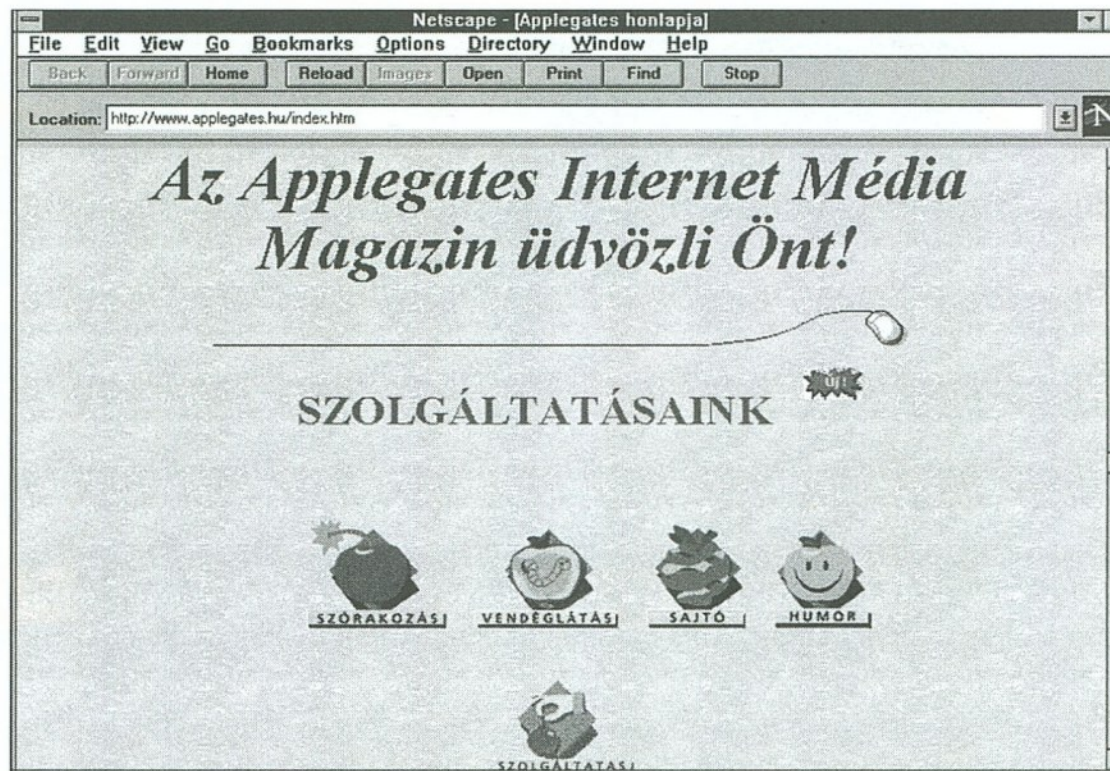 Netscape - [Applegates honlapja]
File Edit View Go Bookmarks Options Directory Window Help
Back Forward Home Reload Images Open Print Find Stop
Location: http://www.applegates.hu/index.htm
N
Az Applegates Internet Média
Magazin üdvözli Önt!
ÚJ!
SZOLGÁLTATÁSAINK
SZÓRAKOZÁS VENDÉGLÁTÁS SAJTÓ HUMOR
SZOLGÁLTATÁS